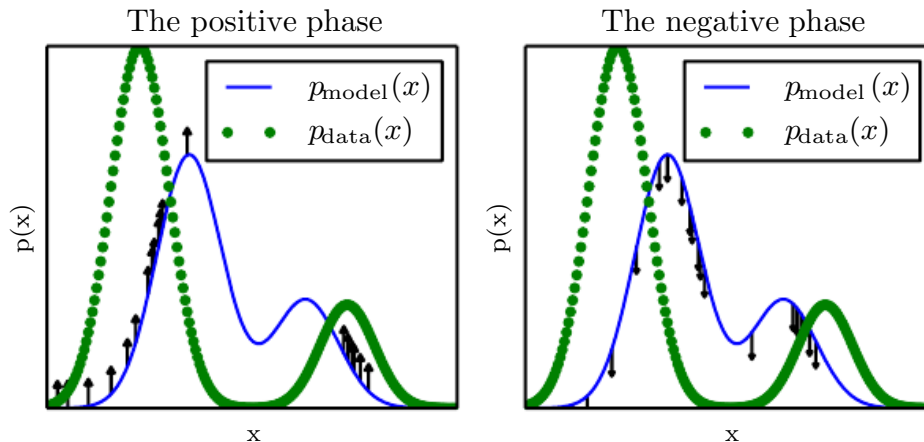 The positive phase
p_model(x)
p_data(x)
p(x)
x
The negative phase
p_model(x)
p_data(x)
p(x)
x